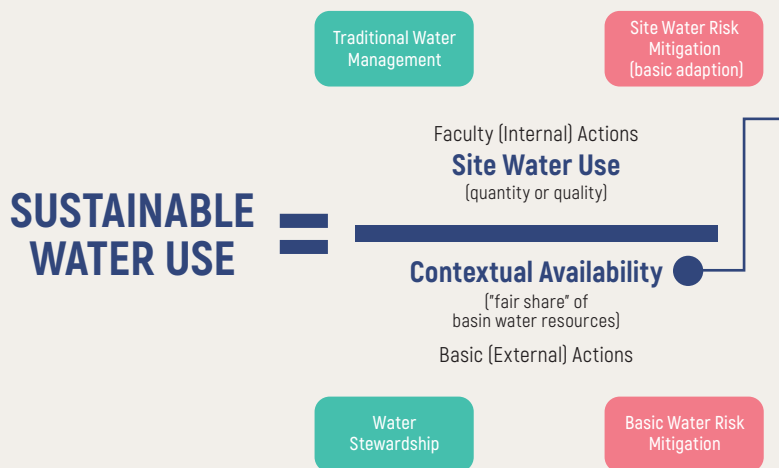 Traditional Water
Management
Site Water Risk
Mitigation
(basic adaption)
Faculty (Internal) Actions
Site Water Use
(quantity or quality)
SUSTAINABLE
WATER USE
=
Contextual Availability
("fair share" of
basin water resources)
Basic (External) Actions
Water
Stewardship
Basic Water Risk
Mitigation